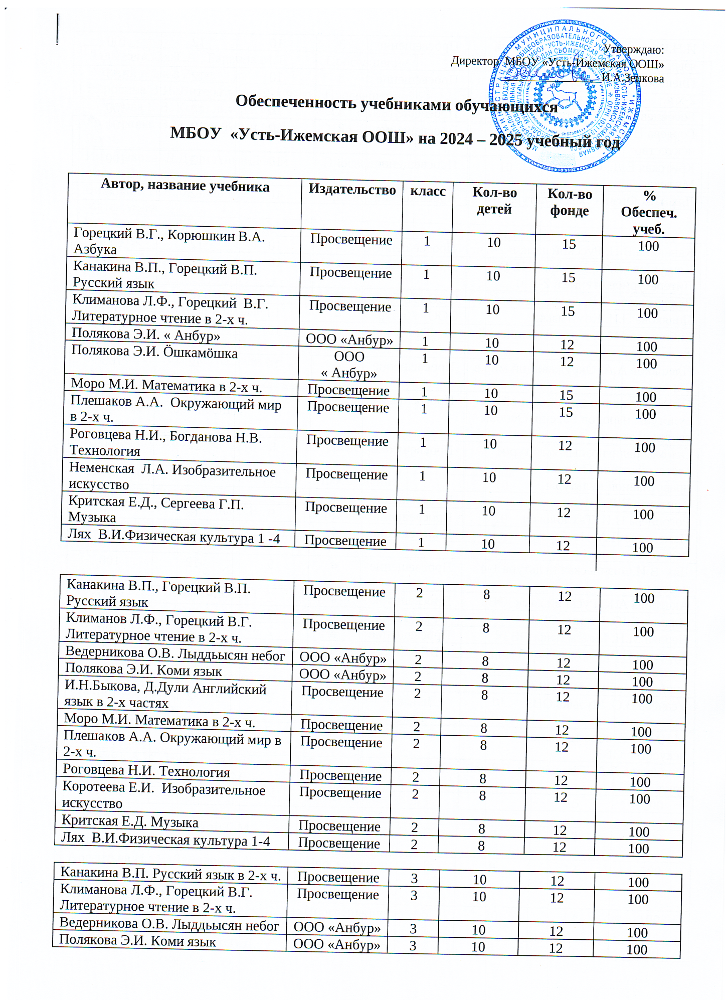 Утверждаю:
Директор МБОУ «Усть-Ижемская ООШ»
И.А.Зенкова
Обеспеченность учебниками обучающихся
МБОУ «Усть-Ижемская ООШ» на 2024 – 2025 учебный год
Автор, название учебника Издательство класс Кол-во детей Кол-во фонде % Обеспеч. учеб.
Горецкий В.Г., Корюшкин В.А. Просвещение 1 10 15 100
Азбука
Канакина В.П., Горецкий В.П. Просвещение 1 10 15 100
Русский язык
Климанова Л.Ф., Горецкий В.Г. Просвещение 1 10 15 100
Литературное чтение в 2-х ч.
Полякова Э.И. « Анбур» ООО «Анбур» 1 10 12 100
Полякова Э.И. Öшкамöшка ООО 1 10 12 100
« Анбур»
Моро М.И. Математика в 2-х ч. Просвещение 1 10 15 100
Плешаков А.А. Окружающий мир Просвещение 1 10 15 100
в 2-х ч.
Роговцева Н.И., Богданова Н.В. Просвещение 1 10 12 100
Технология
Неменская Л.А. Изобразительное Просвещение 1 10 12 100
искусство
Критская Е.Д., Сергеева Г.П. Просвещение 1 10 12 100
Музыка
Лях В.И.Физическая культура 1 -4 Просвещение 1 10 12 100
Канакина В.П., Горецкий В.П. Просвещение 2 8 12 100
Русский язык
Климанов Л.Ф., Горецкий В.Г. Просвещение 2 8 12 100
Литературное чтение в 2-х ч.
Ведерникова О.В. Лыддьысян небог ООО «Анбур» 2 8 12 100
Полякова Э.И. Коми язык ООО «Анбур» 2 8 12 100
И.Н.Быкова, Д.Дули Английский Просвещение 2 8 12 100
язык в 2-х частях
Моро М.И. Математика в 2-х ч. Просвещение 2 8 12 100
Плешаков А.А. Окружающий мир в Просвещение 2 8 12 100
2-х ч.
Роговцева Н.И. Технология Просвещение 2 8 12 100
Коротеева Е.И. Изобразительное Просвещение 2 8 12 100
искусство
Критская Е.Д. Музыка Просвещение 2 8 12 100
Лях В.И.Физическая культура 1-4 Просвещение 2 8 12 100
Канакина В.П. Русский язык в 2-х ч. Просвещение 3 10 12 100
Климанова Л.Ф., Горецкий В.Г. Просвещение 3 10 12 100
Литературное чтение в 2-х ч.
Ведерникова О.В. Лыддьысян небог ООО «Анбур» 3 10 12 100
Полякова Э.И. Коми язык ООО «Анбур» 3 10 12 100